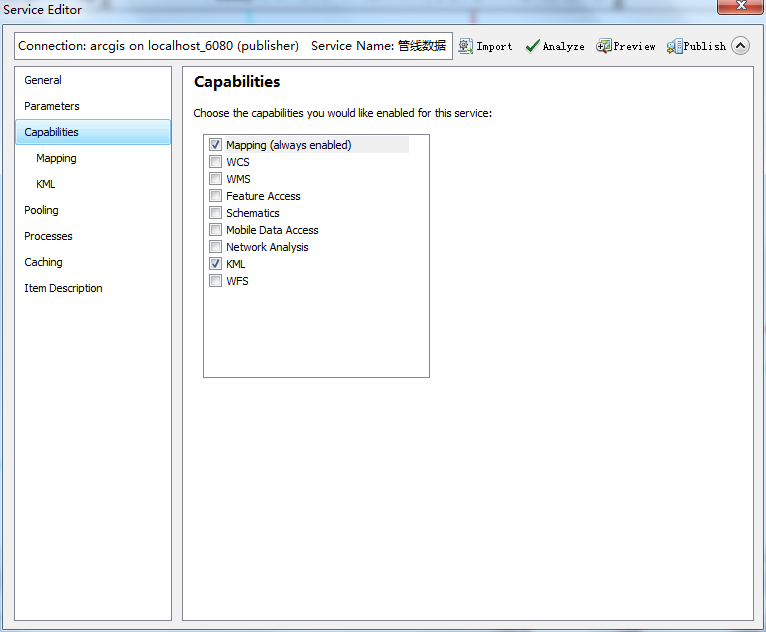 Service Editor
Connection: arcgis on localhost_6080 (publisher) Service Name: 管线数据 Import Analyze Preview Publish
General
Parameters
Capabilities
Mapping
KML
Pooling
Processes
Caching
Item Description
Capabilities
Choose the capabilities you would like enabled for this service:
Mapping (always enabled)
WCS
WMS
Feature Access
Schematics
Mobile Data Access
Network Analysis
KML
WFS